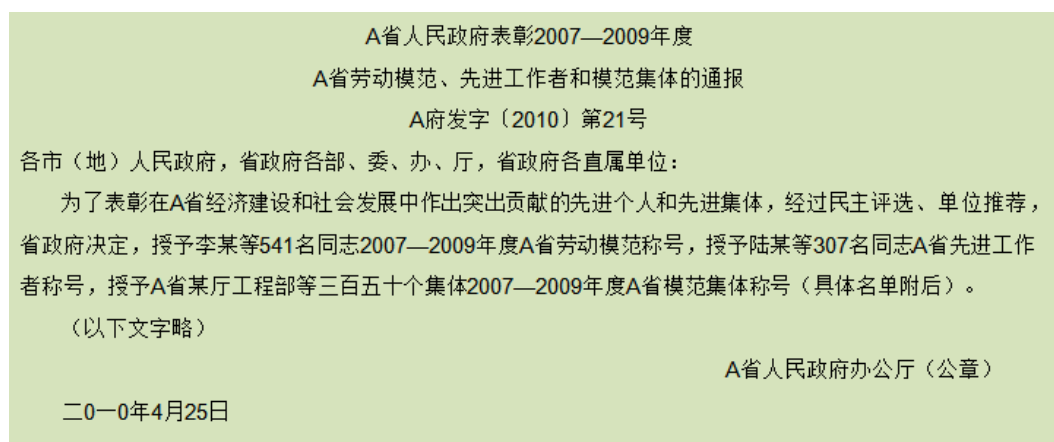 A省人民政府表彰2007—2009年度
A省劳动模范、先进工作者和模范集体的通报
A府发字〔2010〕第21号
各市（地）人民政府，省政府各部、委、办、厅，省政府各直属单位：
为了表彰在A省经济建设和社会发展中作出突出贡献的先进个人和先进集体，经过民主评选、单位推荐，
省政府决定，授予李某等541名同志2007—2009年度A省劳动模范称号，授予陆某等307名同志A省先进工作
者称号，授予A省某厅工程部等三百五十个集体2007—2009年度A省模范集体称号（具体名单附后）。
（以下文字略）
A省人民政府办公厅（公章）
二0一0年4月25日